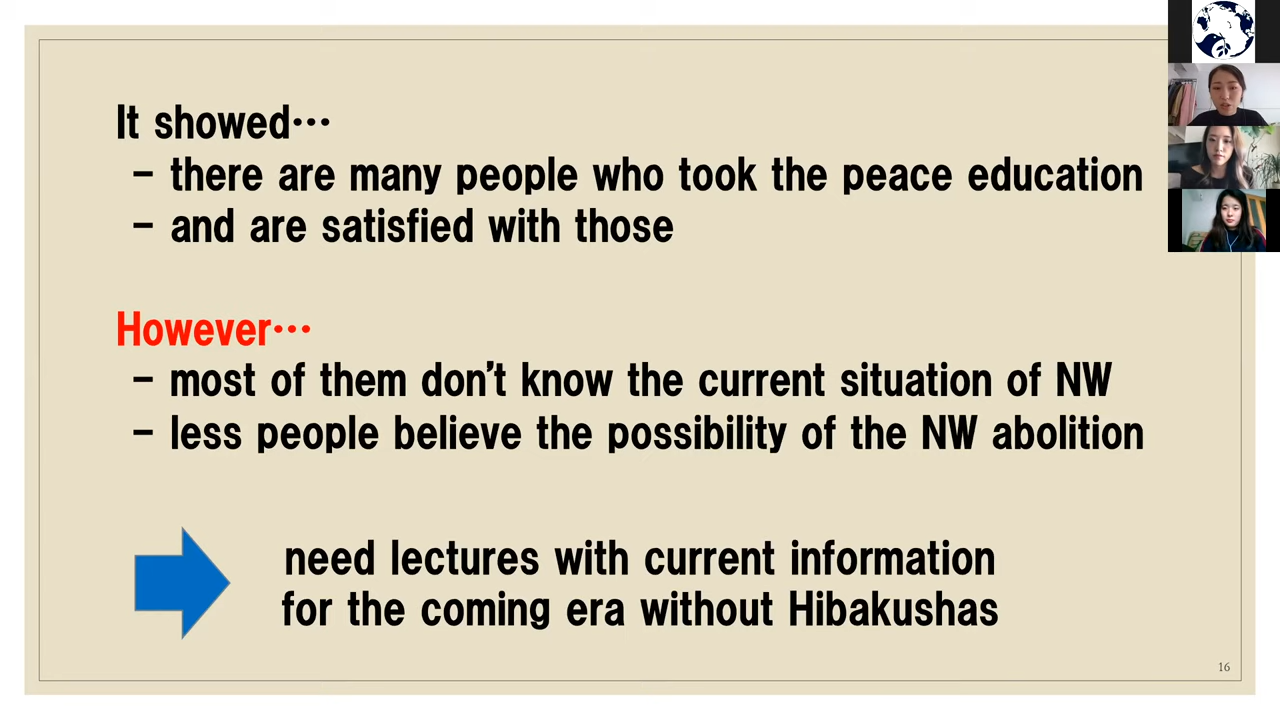 It showed…
– there are many people who took the peace education
– and are satisfied with those
However…
– most of them don't know the current situation of NW
– less people believe the possibility of the NW abolition
need lectures with current information
for the coming era without Hibakushas
16